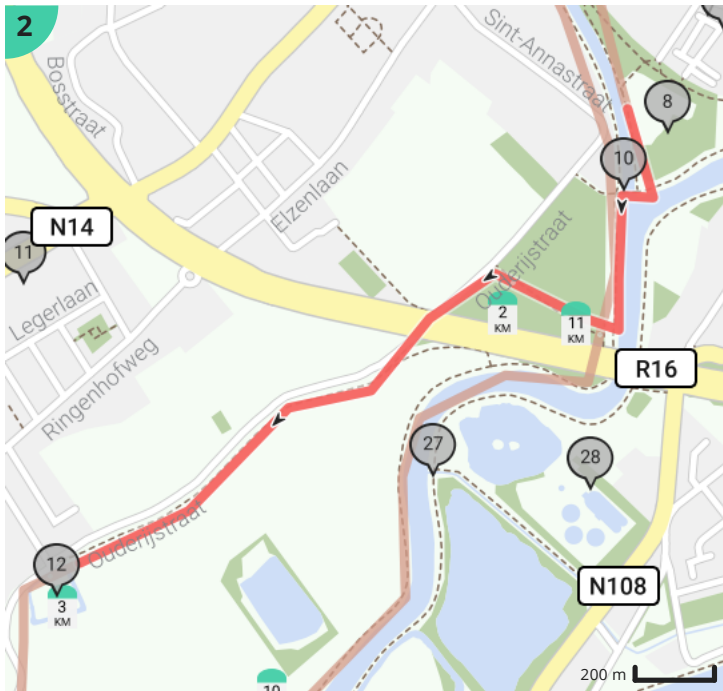 2
Sint-Annastraat
8
Bosstraat
10
Elzenlaan
N14
11
Ouderijstraat
Legerlaan
2
KM
11
KM
Ringenhofweg
R16
27
28
Ouderijstraat
12
3
KM
N108
200 m